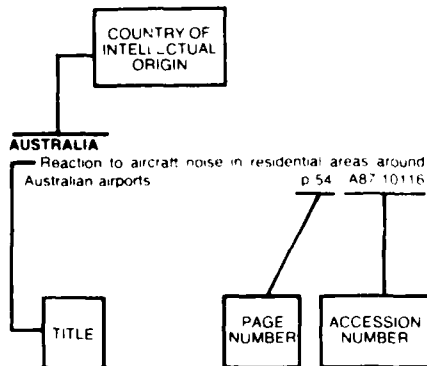 COUNTRY OF
INTELLECTUAL
ORIGIN
AUSTRALIA
Reaction to aircraft noise in residential areas around
Australian airports p 54 A87 10116
TITLE
PAGE
NUMBER
ACCESSION
NUMBER